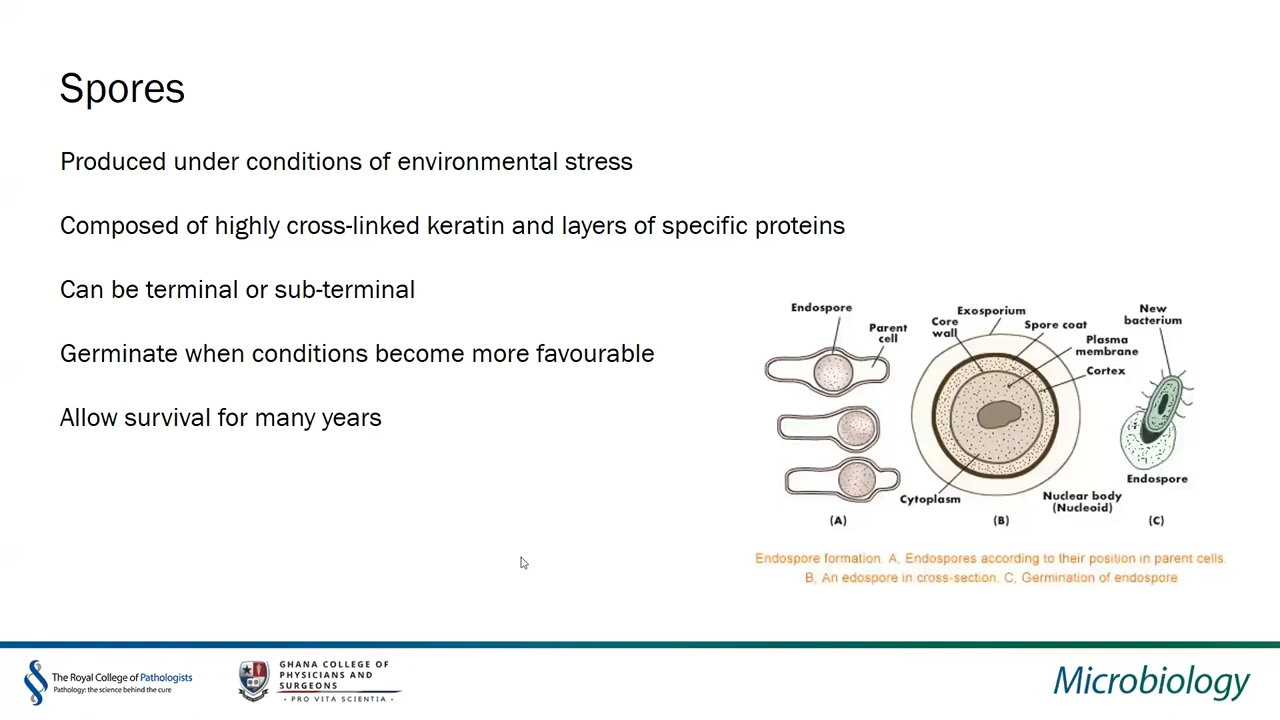 Spores
Produced under conditions of environmental stress
Composed of highly cross-linked keratin and layers of specific proteins
Can be terminal or sub-terminal
Germinate when conditions become more favourable
Allow survival for many years
Endospore
Parent
cell
Exosporium
Core
wall
Spore coat
Plasma
membrane
Cortex
New
bacterium
Cytoplasm
Nuclear body
(Nucleoid)
Endospore
(A)
(B)
(C)
Endospore formation. A, Endospores according to their position in parent cells.
B, An edospore in cross-section. C, Germination of endospore
The Royal College of Pathologists
Pathology: the science behind the cure
GHANA COLLEGE OF
PHYSICIANS AND
SURGEONS
· PRO VITA SCIENTIA ·
Microbiology